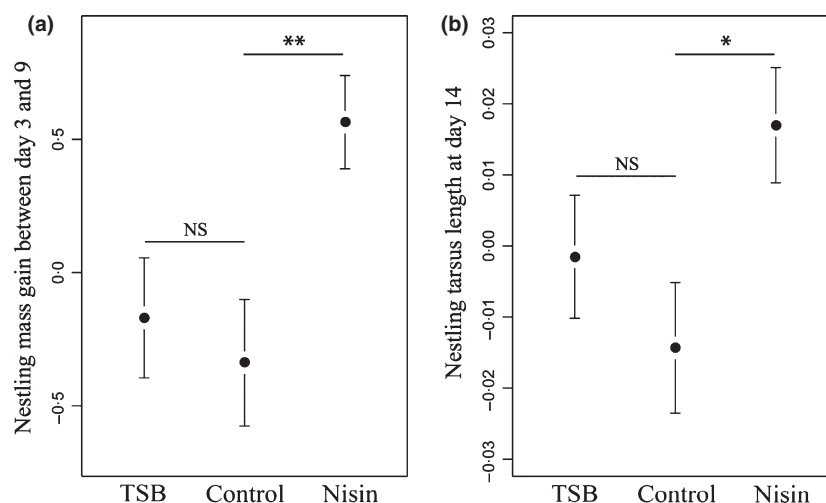 (a)
**
NS
Nestling mass gain between day 3 and 9
0·5
0·0
−0·5
TSB Control Nisin
(b)
*
NS
Nestling tarsus length at day 14
0·03
0·02
0·01
0·00
−0·01
−0·02
−0·03
TSB Control Nisin